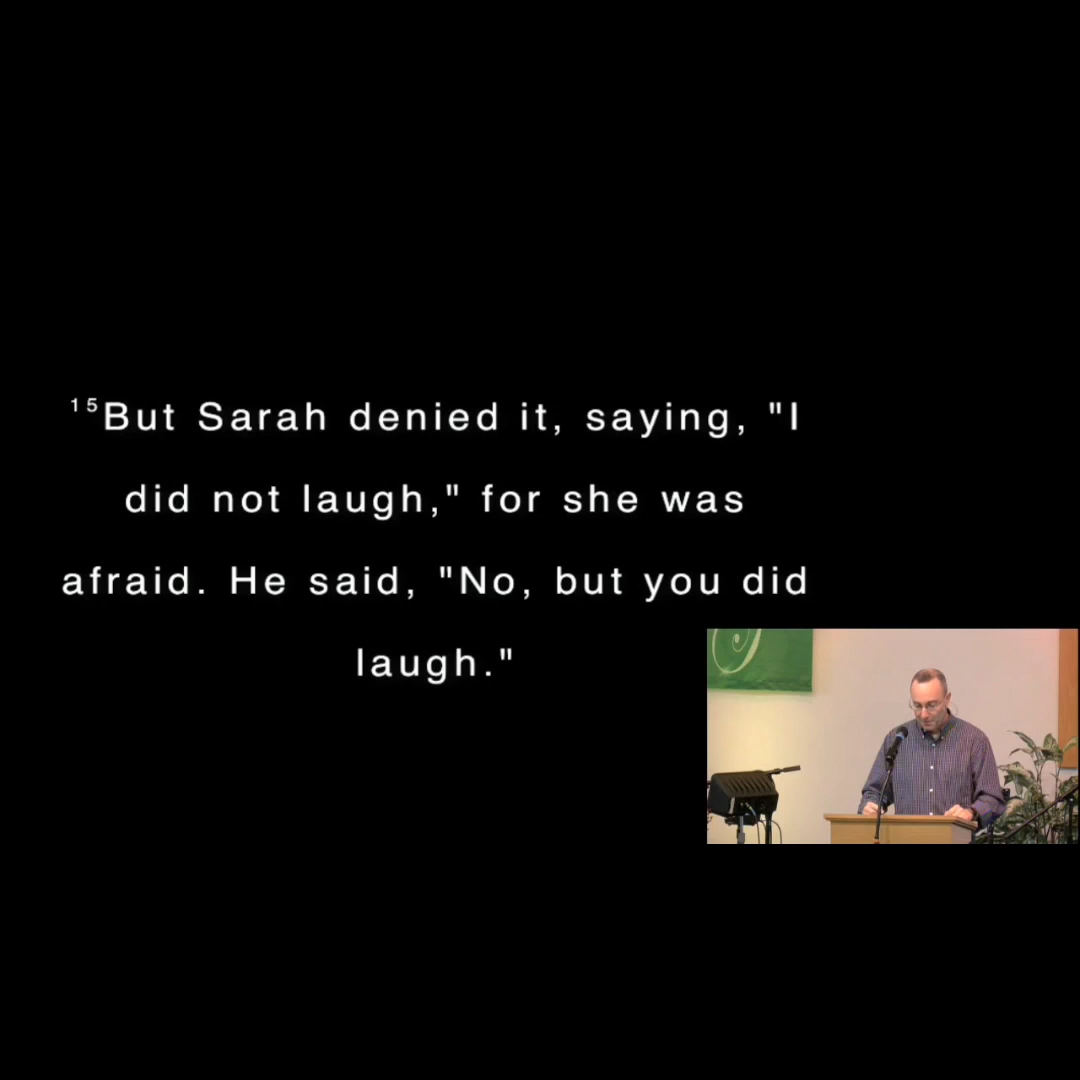 ¹⁵But Sarah denied it, saying, "I
did not laugh," for she was
afraid. He said, "No, but you did
laugh."